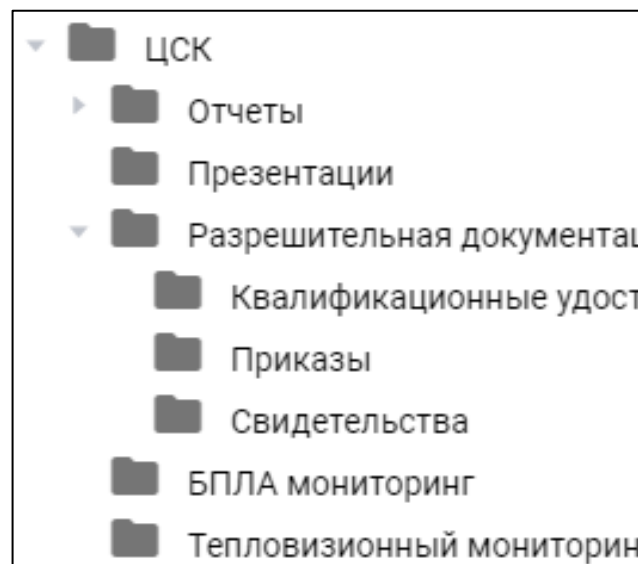 ЦСК
Отчеты
Презентации
Разрешительная документац
Квалификационные удост
Приказы
Свидетельства
БПЛА мониторинг
Тепловизионный мониторин